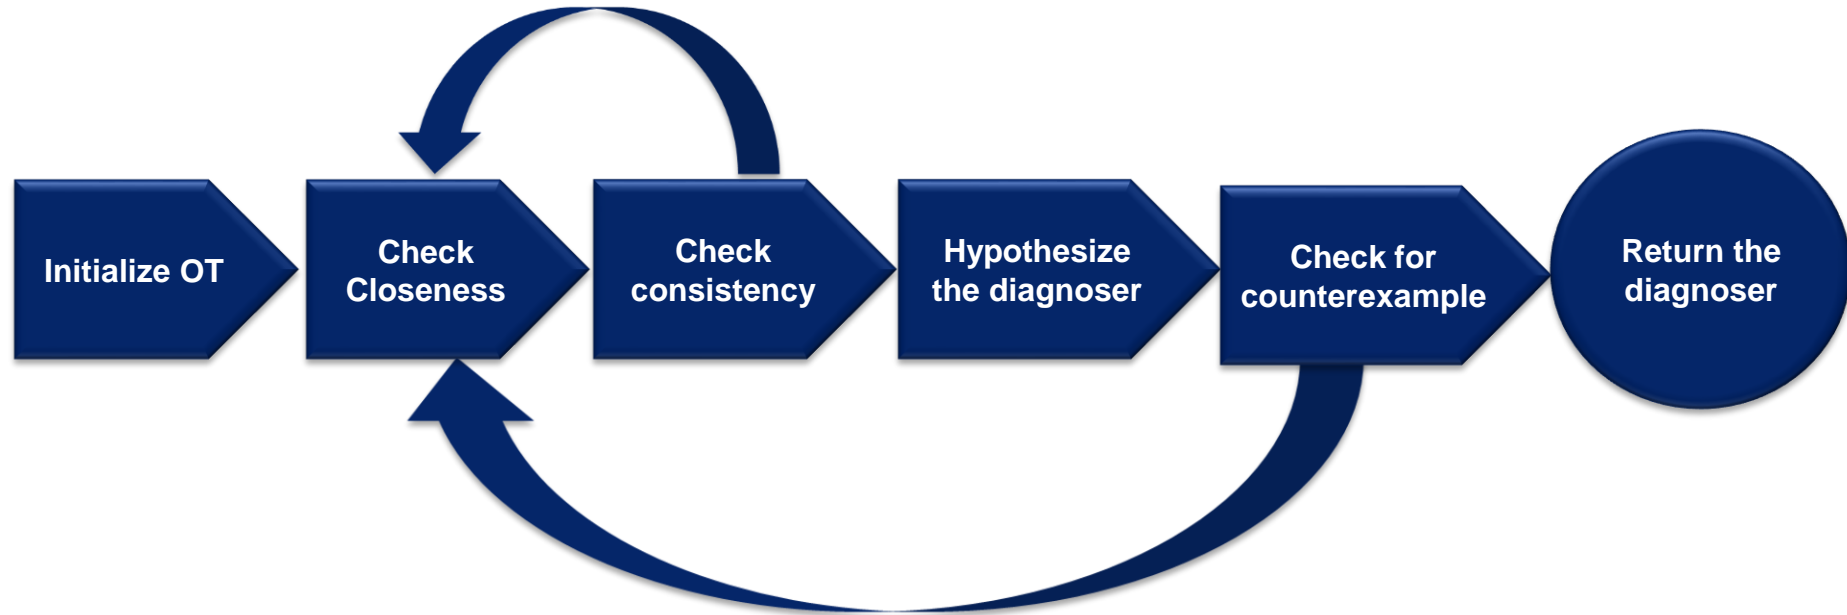 Initialize OT
Check
Closeness
Check
consistency
Hypothesize
the diagnoser
Check for
counterexample
Return the
diagnoser